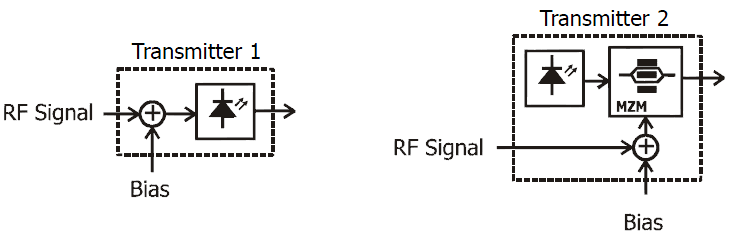 Transmitter 1
RF Signal
Bias
Transmitter 2
MZM
RF Signal
Bias